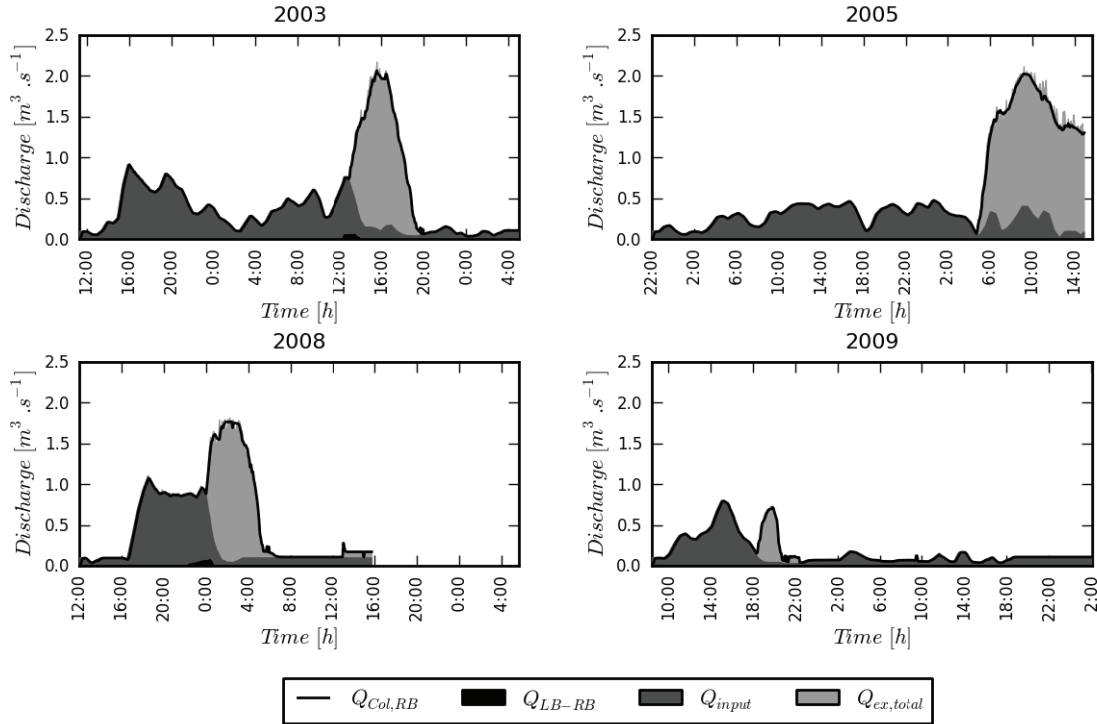 2003
2.5
2.0
1.5
1.0
0.5
0.0
Discharge [m³ .s⁻¹]
12:00 16:00 20:00 0:00 4:00 8:00 12:00 16:00 20:00 0:00 4:00
Time [h]
2005
2.5
2.0
1.5
1.0
0.5
0.0
Discharge [m³ .s⁻¹]
22:00 2:00 6:00 10:00 14:00 18:00 22:00 2:00 6:00 10:00 14:00
Time [h]
2008
2.5
2.0
1.5
1.0
0.5
0.0
Discharge [m³ .s⁻¹]
12:00 16:00 20:00 0:00 4:00 8:00 12:00 16:00 20:00 0:00 4:00
Time [h]
2009
2.5
2.0
1.5
1.0
0.5
0.0
Discharge [m³ .s⁻¹]
10:00 14:00 18:00 22:00 2:00 6:00 10:00 14:00 18:00 22:00 2:00
Time [h]
Q_Col,RB Q_LB−RB Q_input Q_ex,total